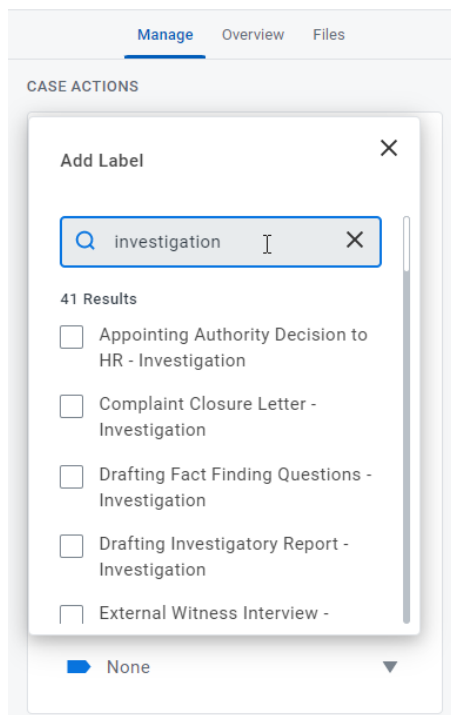 Manage Overview Files
CASE ACTIONS
Add Label
investigation
41 Results
Appointing Authority Decision to
HR - Investigation
Complaint Closure Letter -
Investigation
Drafting Fact Finding Questions -
Investigation
Drafting Investigatory Report -
Investigation
External Witness Interview -
None